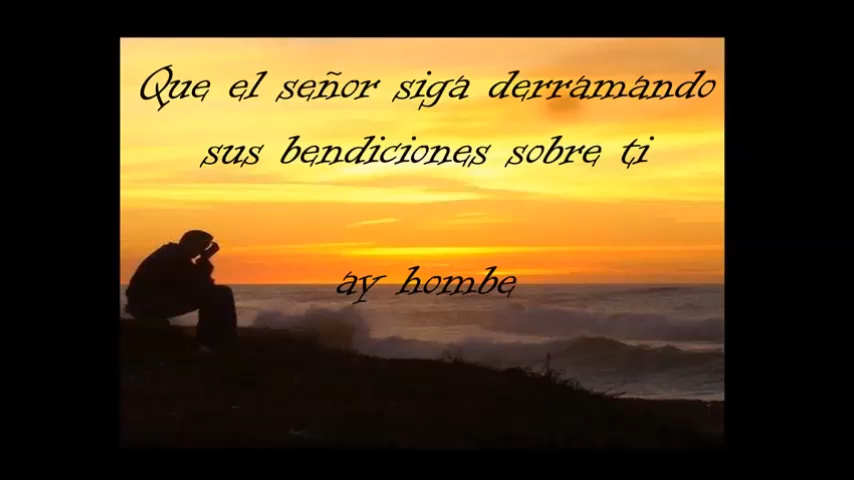 Que el señor siga derramando
sus bendiciones sobre ti
ay hombe